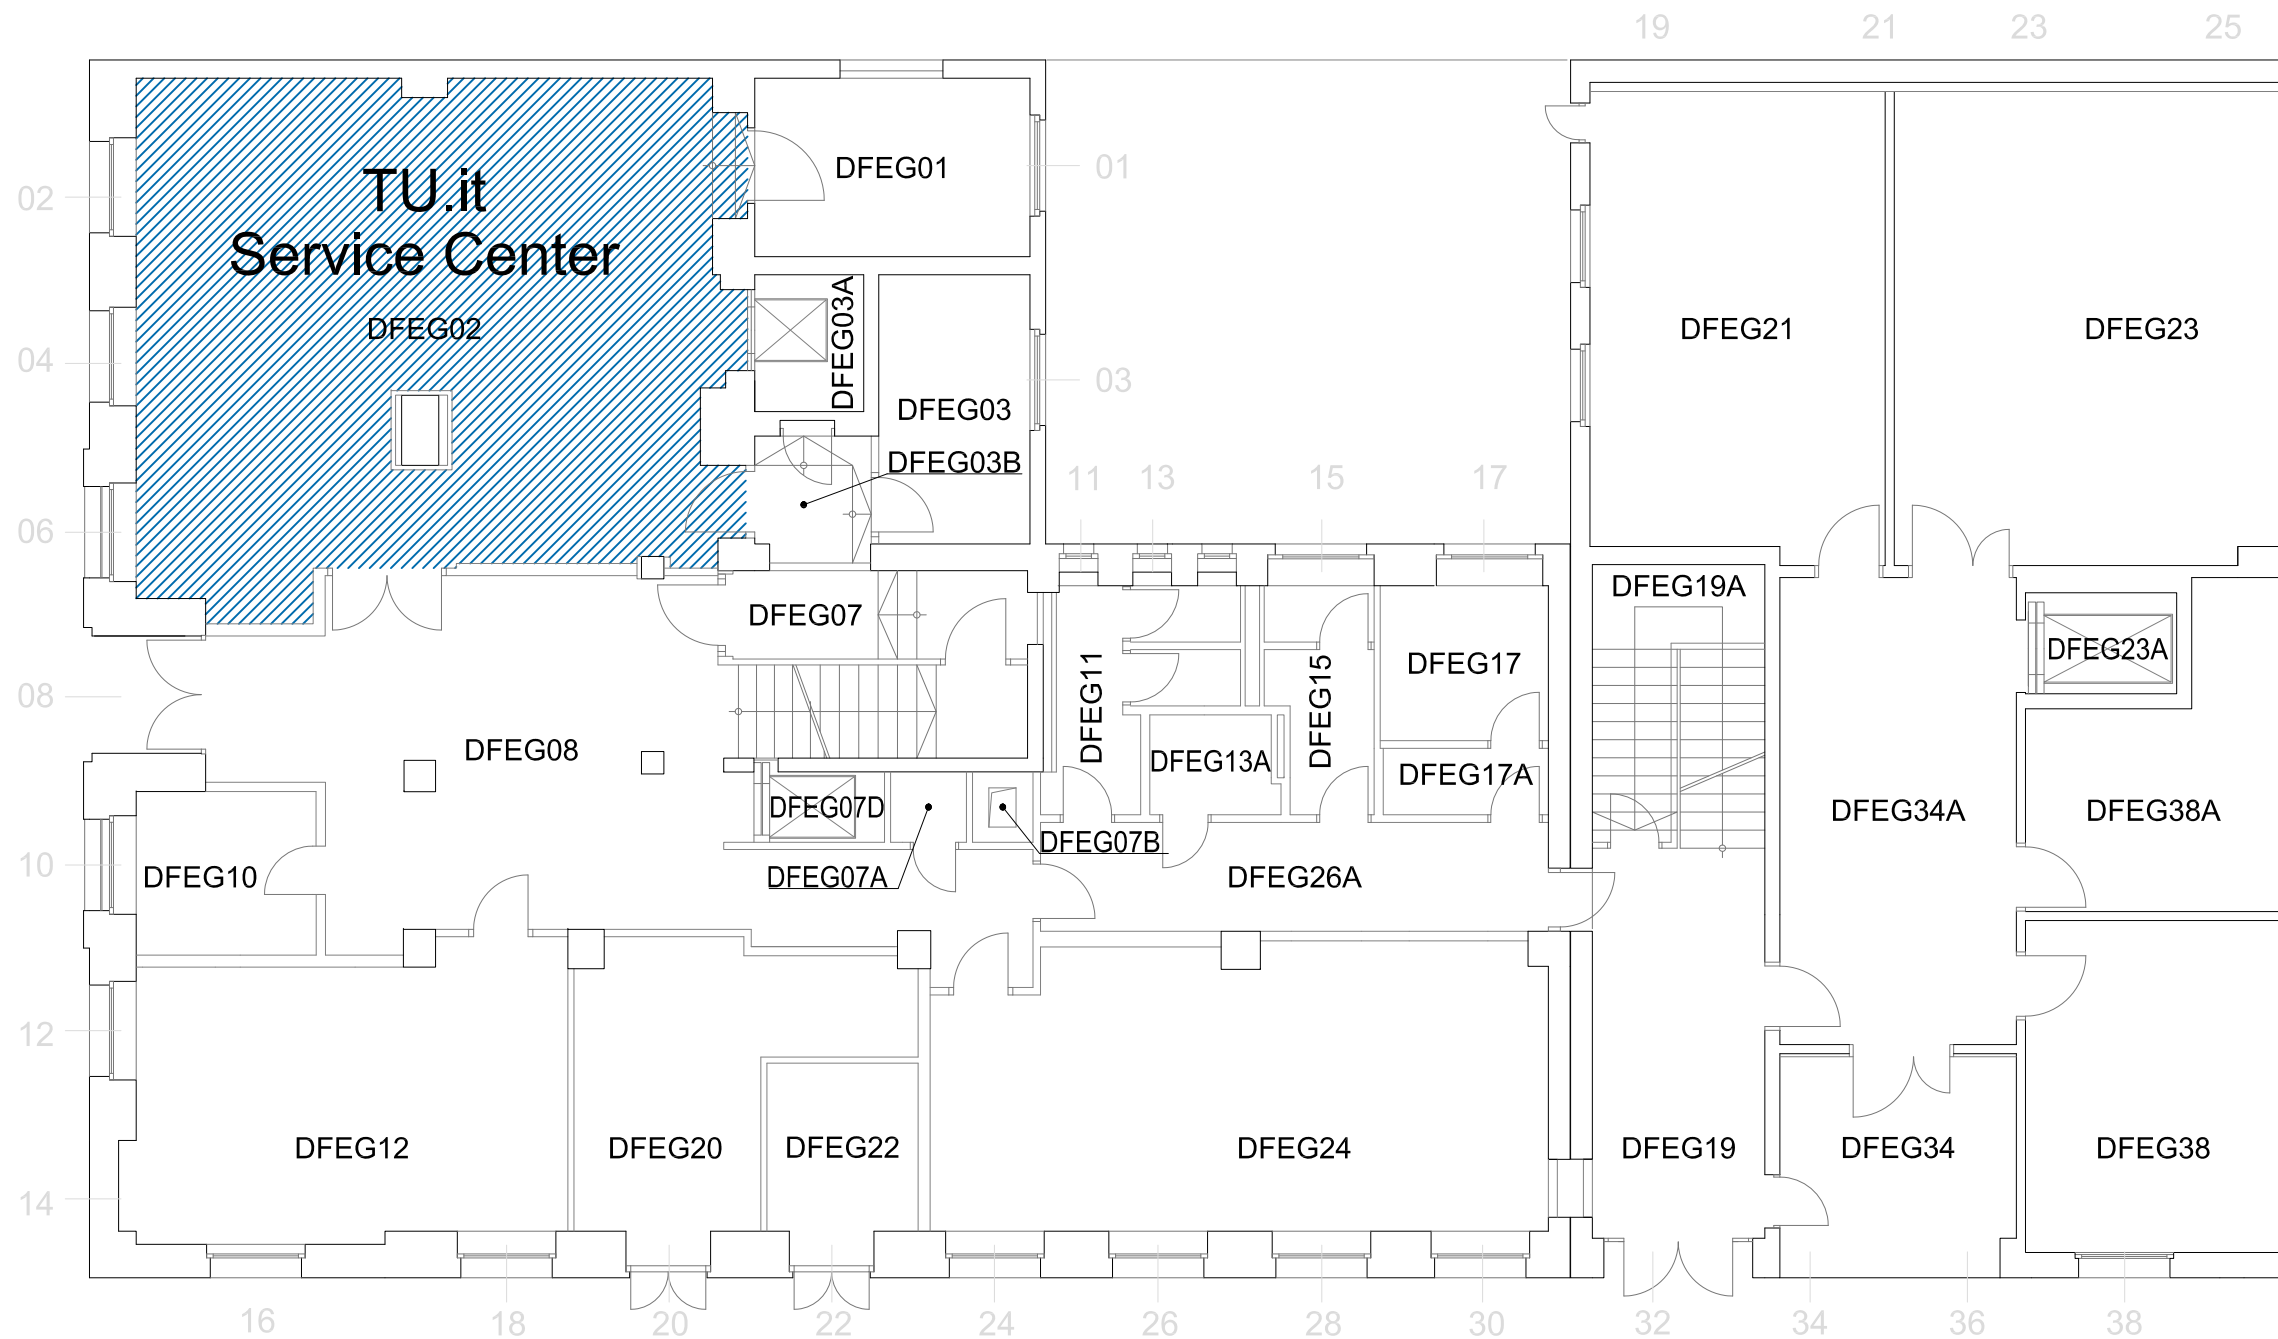 19
21
23
25
TU.it
Service Center
DFEG02
DFEG01
01
02
DFEG03A
04
03
DFEG03
DFEG03B
DFEG21
DFEG23
11
13
15
17
06
DFEG07
DFEG19A
DFEG11
DFEG15
DFEG17
DFEG23A
08
DFEG08
DFEG13A
DFEG17A
DFEG07D
DFEG07B
DFEG07A
DFEG34A
DFEG38A
10
DFEG10
DFEG26A
12
DFEG12
DFEG20
DFEG22
DFEG24
DFEG19
DFEG34
DFEG38
14
16
18
20
22
24
26
28
30
32
34
36
38